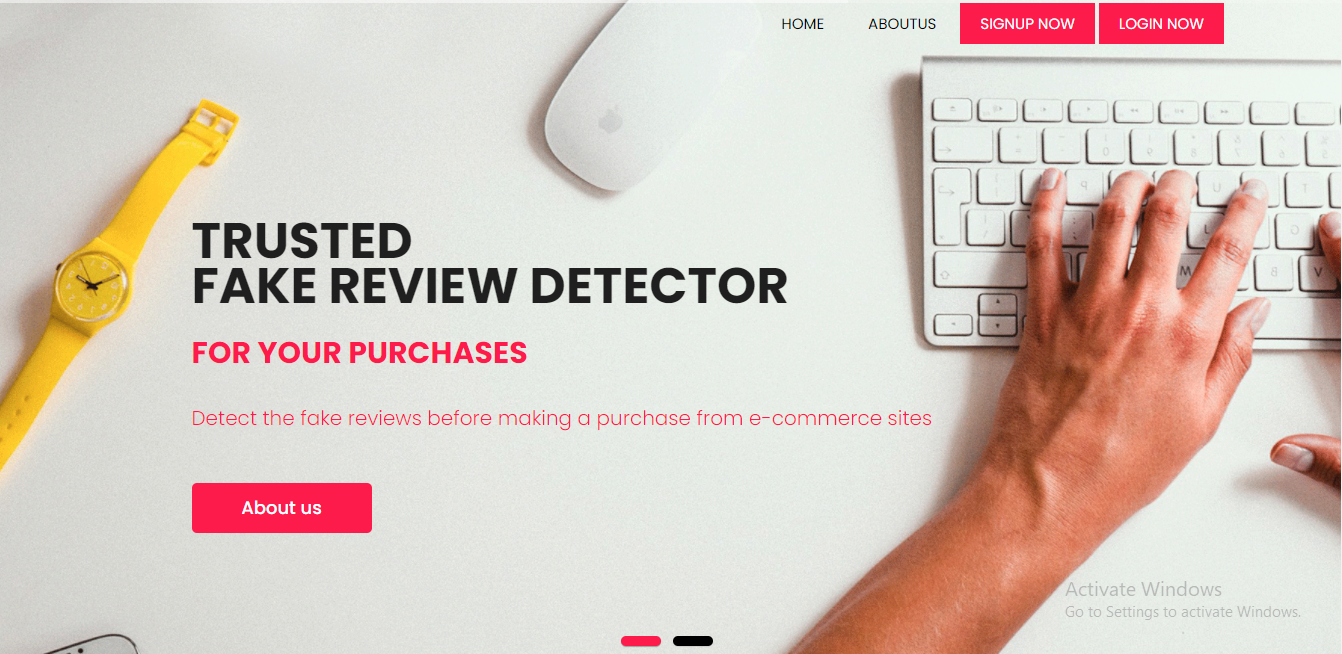 HOME ABOUTUS SIGNUP NOW LOGIN NOW
TRUSTED
FAKE REVIEW DETECTOR
FOR YOUR PURCHASES
Detect the fake reviews before making a purchase from e-commerce sites
About us
Activate Windows
Go to Settings to activate Windows.